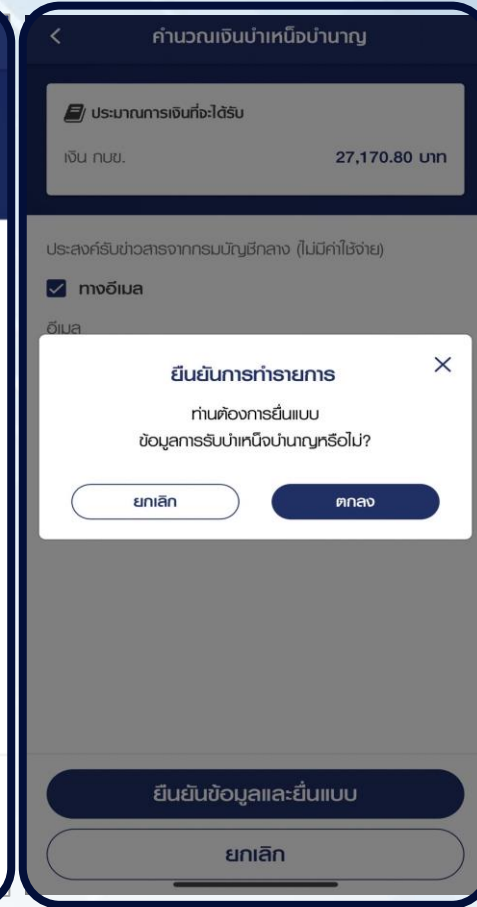 คำนวณเงินบำเหน็จบำนาญ
ประมาณการเงินที่จะได้รับ
เงิน กบข. 27,170.80 บาท
ประสงค์รับข่าวสารจากกรมบัญชีกลาง (ไม่มีค่าใช้จ่าย)
ทางอีเมล
อีเมล
ยืนยันการทำรายการ
ท่านต้องการยื่นแบบ
ข้อมูลการรับบำเหน็จบำนาญหรือไม่?
ยกเลิก ตกลง
ยืนยันข้อมูลและยื่นแบบ
ยกเลิก